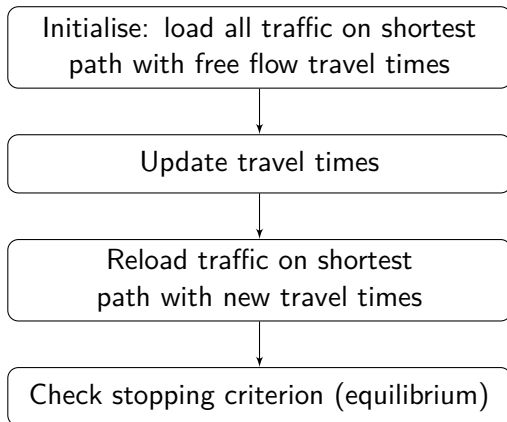 Initialise: load all traffic on shortest
path with free flow travel times
Update travel times
Reload traffic on shortest
path with new travel times
Check stopping criterion (equilibrium)